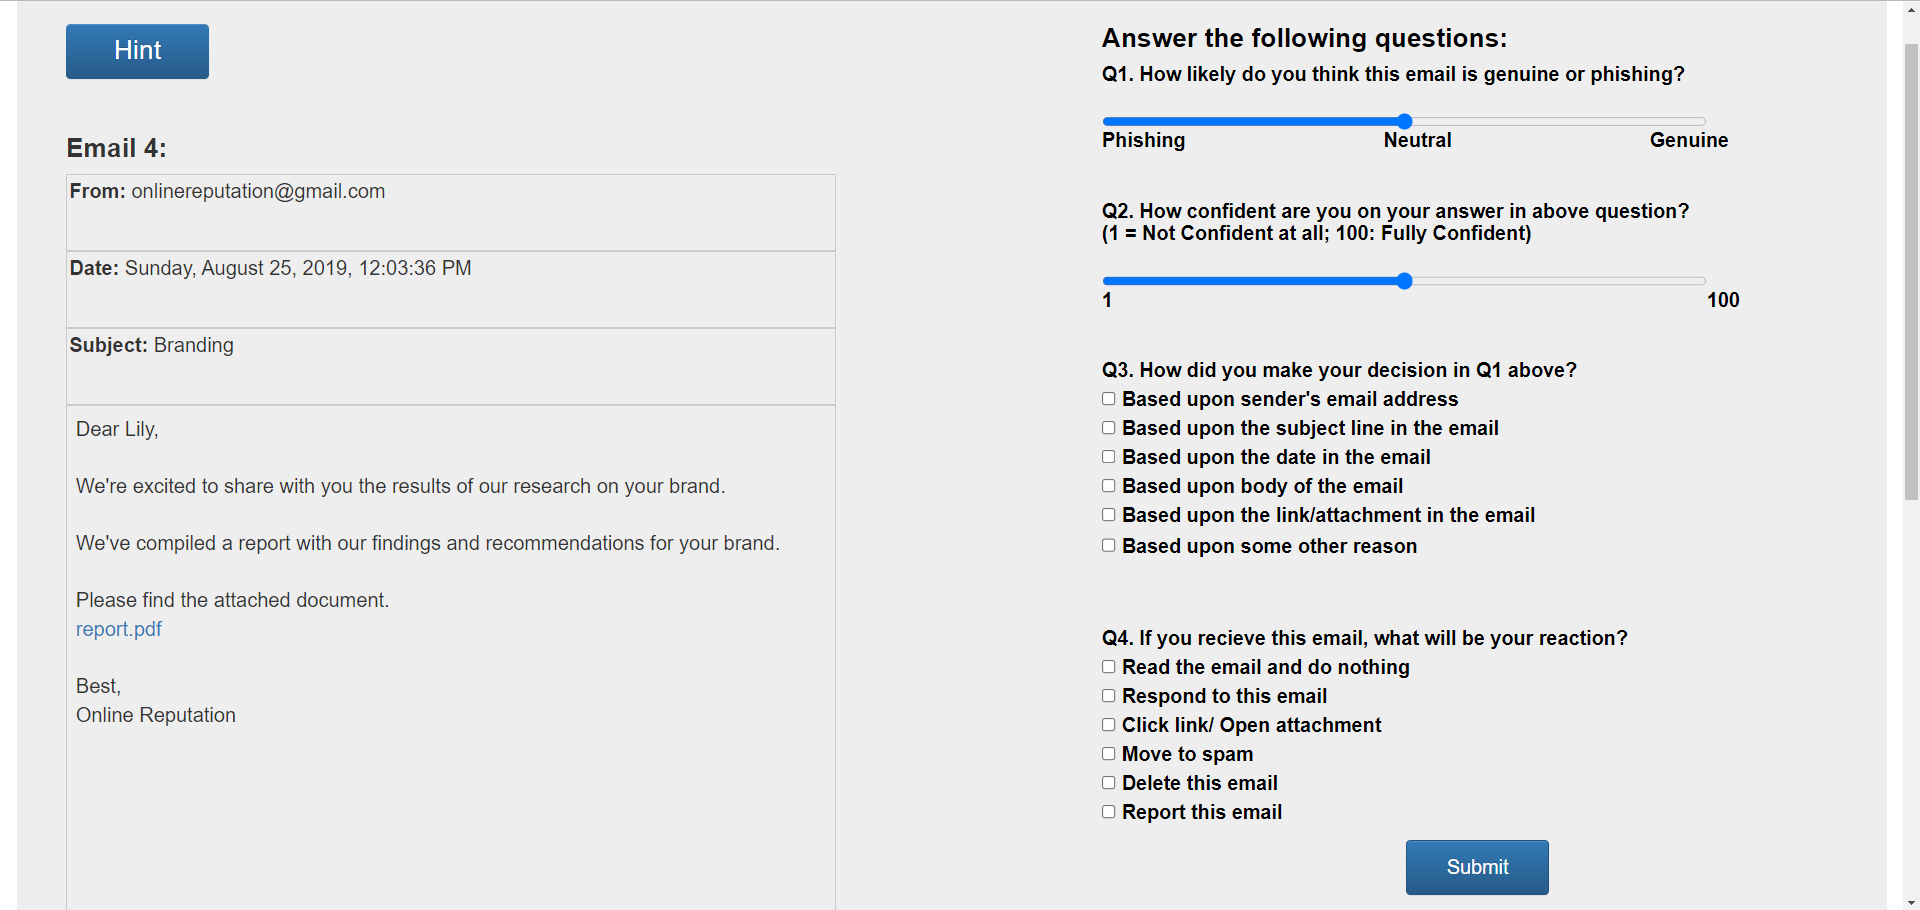 Hint
Email 4:
From: onlinereputation@gmail.com
Date: Sunday, August 25, 2019, 12:03:36 PM
Subject: Branding
Dear Lily,
We're excited to share with you the results of our research on your brand.
We've compiled a report with our findings and recommendations for your brand.
Please find the attached document.
report.pdf
Best,
Online Reputation
Answer the following questions:
Q1. How likely do you think this email is genuine or phishing?
Phishing Neutral Genuine
Q2. How confident are you on your answer in above question?
(1 = Not Confident at all; 100: Fully Confident)
1 100
Q3. How did you make your decision in Q1 above?
Based upon sender's email address
Based upon the subject line in the email
Based upon the date in the email
Based upon body of the email
Based upon the link/attachment in the email
Based upon some other reason
Q4. If you recieve this email, what will be your reaction?
Read the email and do nothing
Respond to this email
Click link/ Open attachment
Move to spam
Delete this email
Report this email
Submit